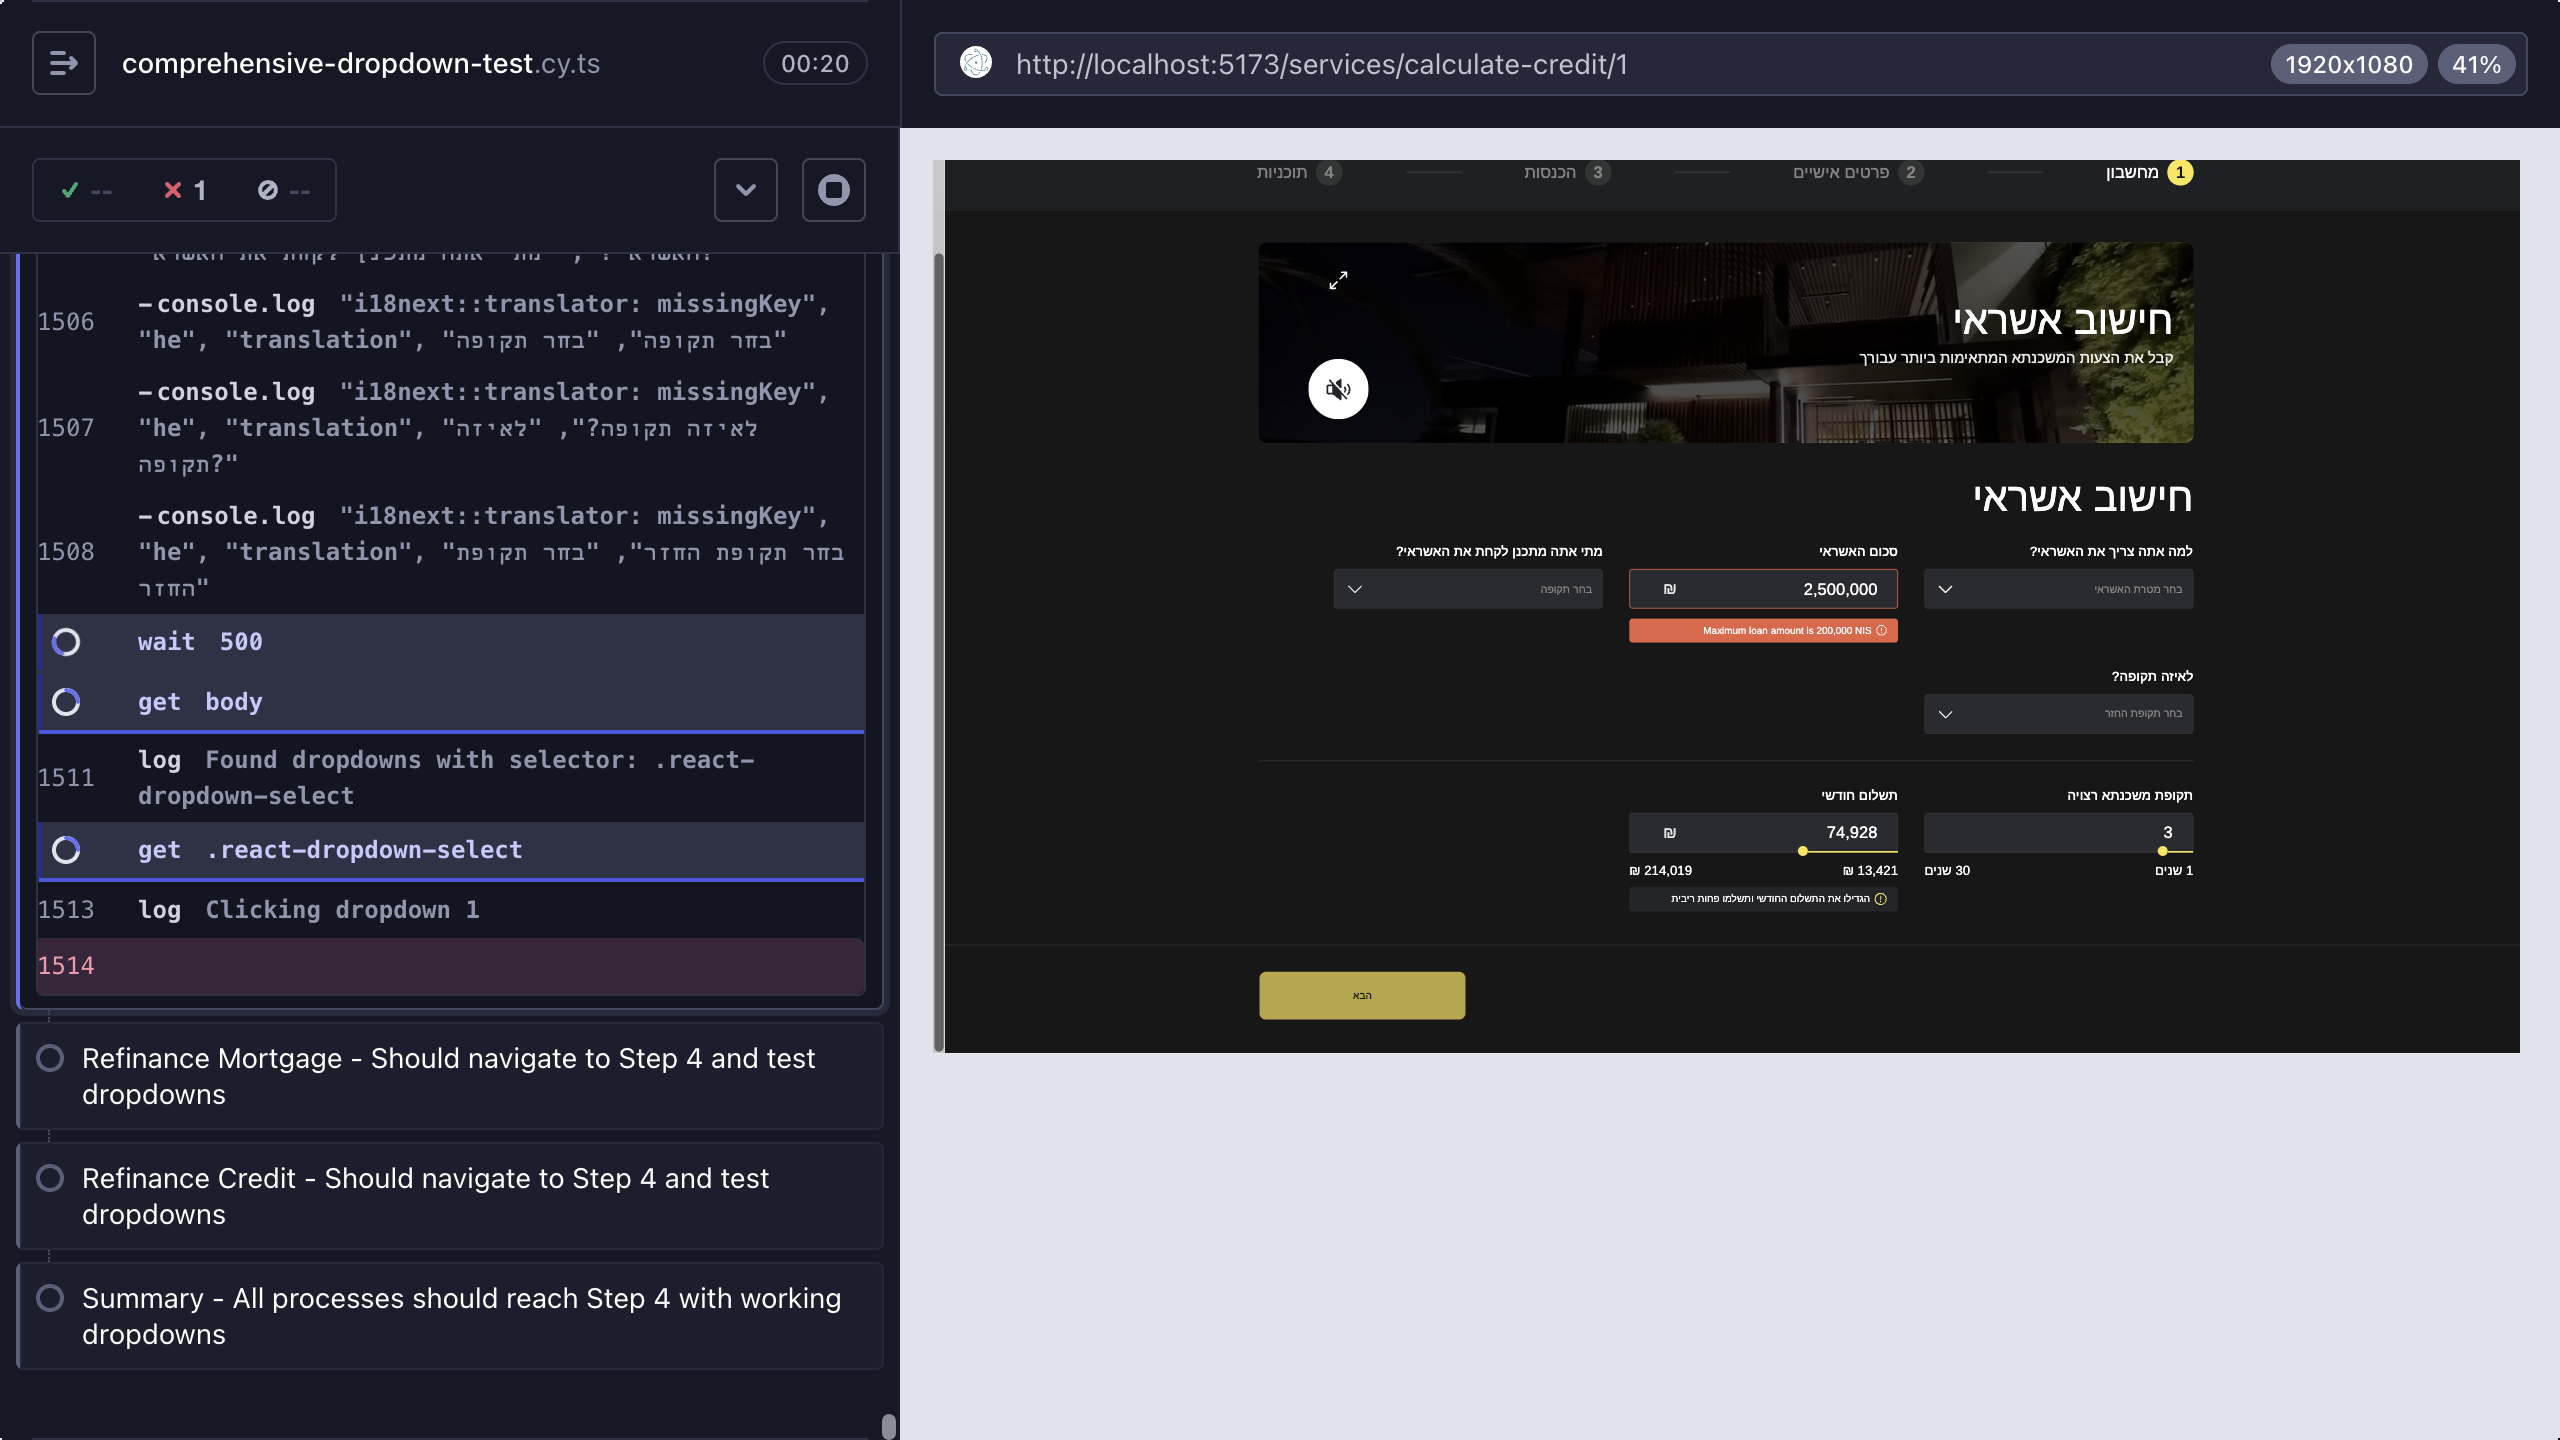 comprehensive-dropdown-test.cy.ts
00:20
--
1
--
1506
-console.log "i18next::translator: missingKey",
"he", "translation", "בחר תקופה", "בחר תקופה"
1507
-console.log "i18next::translator: missingKey",
"he", "translation", "לאיזה תקופה?", "לאיזה
תקופה?"
1508
-console.log "i18next::translator: missingKey",
"he", "translation", "בחר תקופת החזר", "בחר תקופת
החזר"
wait 500
get body
1511
log Found dropdowns with selector: .react-
dropdown-select
get .react-dropdown-select
1513 log Clicking dropdown 1
1514
Refinance Mortgage - Should navigate to Step 4 and test
dropdowns
Refinance Credit - Should navigate to Step 4 and test
dropdowns
Summary - All processes should reach Step 4 with working
dropdowns
http://localhost:5173/services/calculate-credit/1
1920x1080
41%
1 מחשבון
2 פרטים אישיים
3 הכנסות
4 תוכניות
חישוב אשראי
קבל את הצעות המשכנתא המתאימות ביותר עבורך
חישוב אשראי
למה אתה צריך את האשראי?
בחר מטרת האשראי
סכום האשראי
2,500,000 ₪
Maximum loan amount is 200,000 NIS
מתי אתה מתכנן לקחת את האשראי?
בחר תקופה
לאיזה תקופה?
בחר תקופת החזר
תקופת משכנתא רצויה
3
1 שנים
30 שנים
תשלום חודשי
74,928 ₪
13,421 ₪
214,019 ₪
הגדילו את התשלום החודשי ותשלמו פחות ריבית
הבא